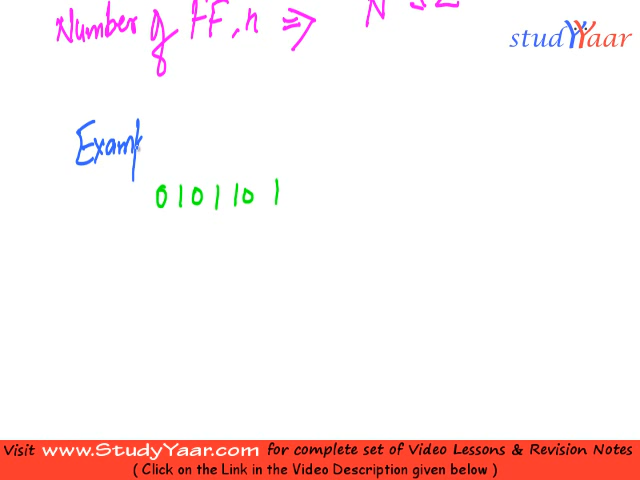 Number of FF, n ⇒ N
studYYaar
Examp
0101101
Visit www.StudyYaar.com for complete set of Video Lessons & Revision Notes
( Click on the Link in the Video Description given below )